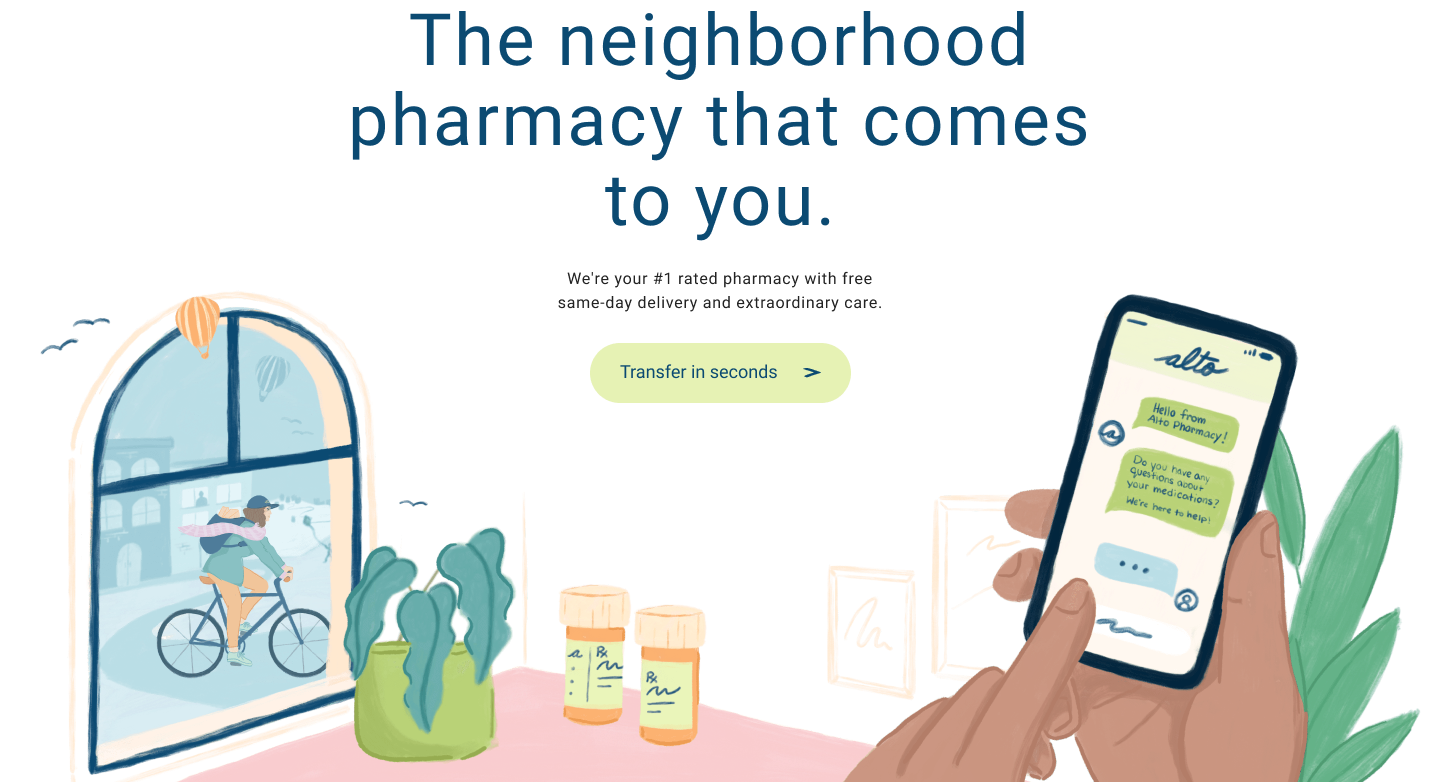 The neighborhood
pharmacy that comes
to you.
We're your #1 rated pharmacy with free
same-day delivery and extraordinary care.
Transfer in seconds
alto
Hello from
Alto Pharmacy!
a
Do you have any
questions about
your medications?
We're here to help!
a
Rx
Rx